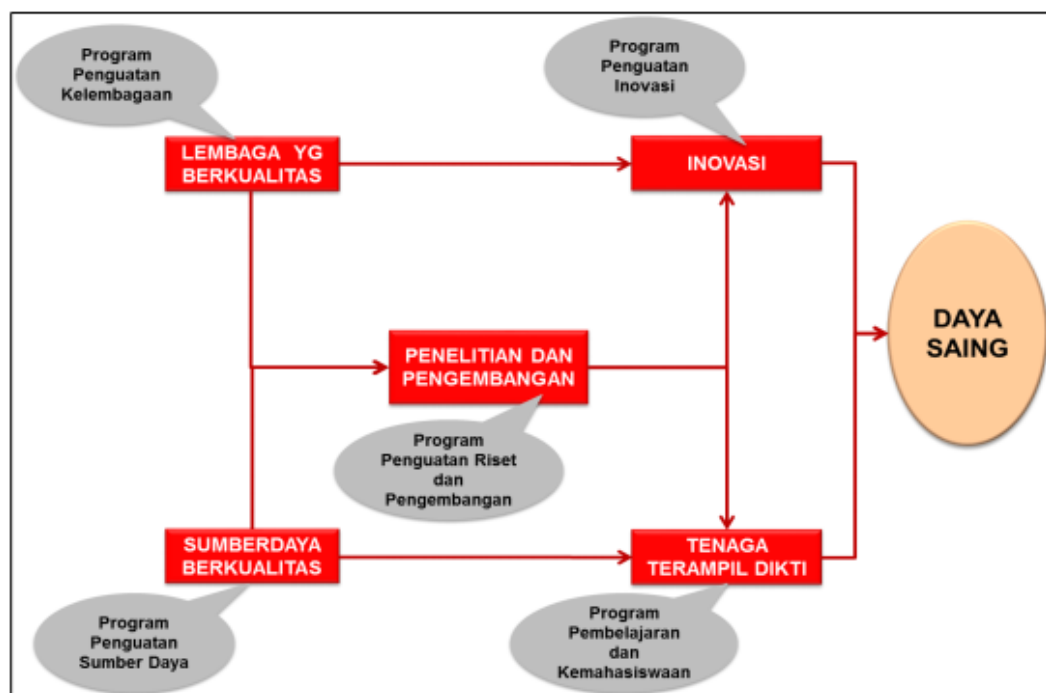 Program
Penguatan
Kelembagaan
Program
Penguatan
Inovasi
LEMBAGA YG
BERKUALITAS
INOVASI
DAYA
SAING
PENELITIAN DAN
PENGEMBANGAN
Program
Penguatan Riset
dan
Pengembangan
SUMBERDAYA
BERKUALITAS
TENAGA
TERAMPIL DIKTI
Program
Penguatan
Sumber Daya
Program
Pembelajaran
dan
Kemahasiswaan